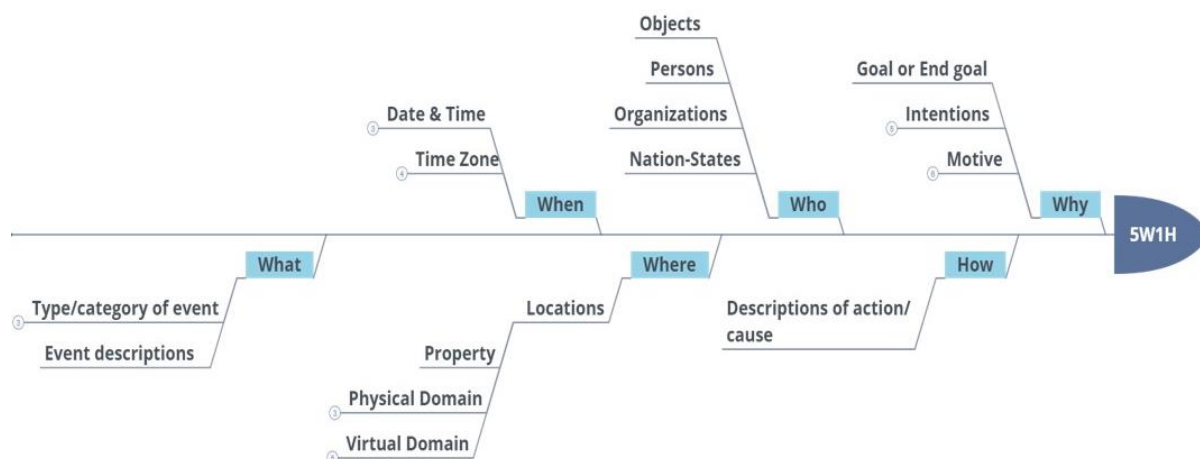 Objects
Persons
Organizations
Nation-States
Who
Goal or End goal
Intentions
Motive
Why
Date & Time
Time Zone
When
5W1H
What
Type/category of event
3
Event descriptions
Where
Locations
Property
Physical Domain
3
Virtual Domain
How
Descriptions of action/
cause